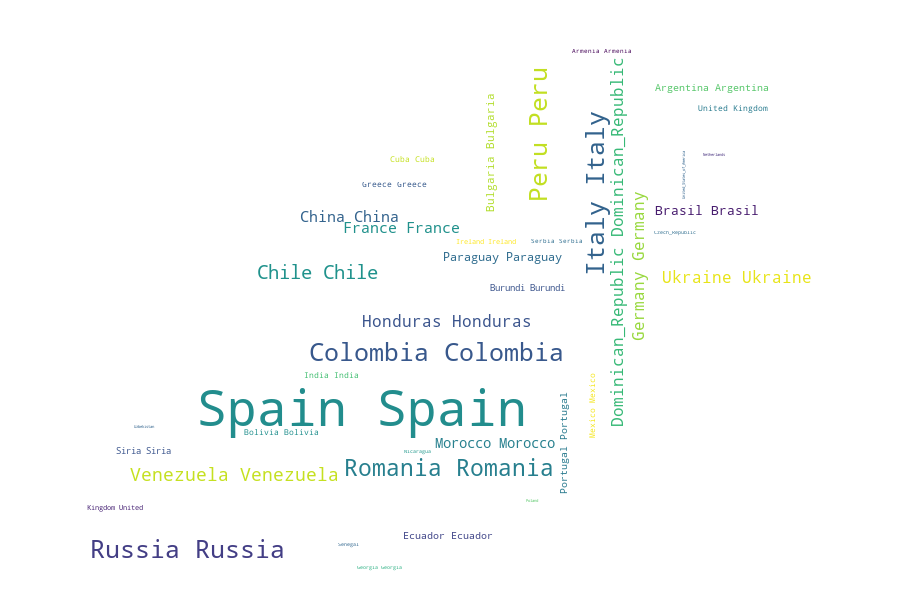 Armenia Armenia
Argentina Argentina
United Kingdom
Peru Peru
Bulgaria Bulgaria
Italy Italy
Dominican_Republic Dominican_Republic
United_States_of_America
Netherlands
Cuba Cuba
Greece Greece
China China
France France
Brasil Brasil
Germany Germany
Czech_Republic
Ireland Ireland
Serbia Serbia
Paraguay Paraguay
Chile Chile
Ukraine Ukraine
Burundi Burundi
Honduras Honduras
Colombia Colombia
India India
Mexico Mexico
Spain Spain
Portugal Portugal
Bolivia Bolivia
Morocco Morocco
Siria Siria
Nicaragua
Venezuela Venezuela
Romania Romania
Poland
Kingdom United
Ecuador Ecuador
Russia Russia
Senegal
Georgia Georgia